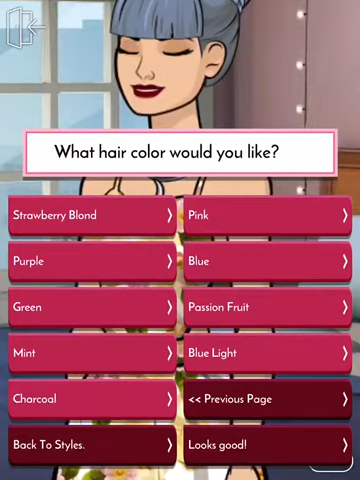 What hair color would you like?
Strawberry Blond
Pink
Purple
Blue
Green
Passion Fruit
Mint
Blue Light
Charcoal
<< Previous Page
Back To Styles.
Looks good!